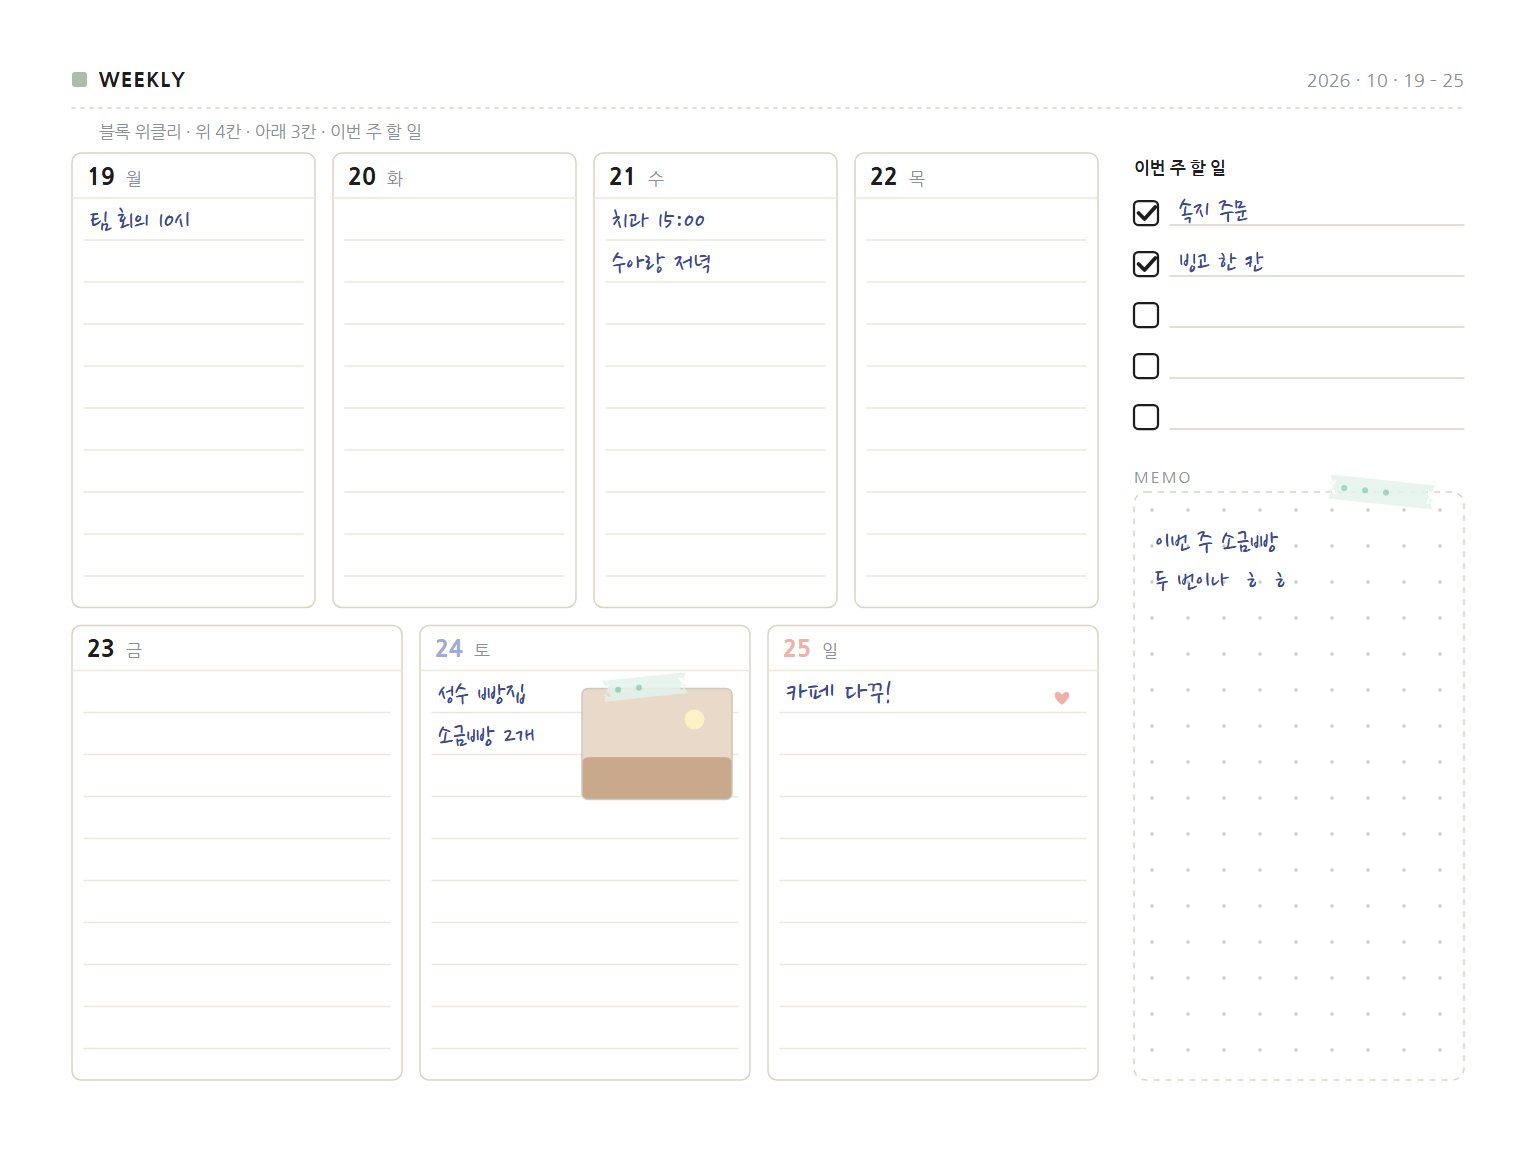 WEEKLY
2026 · 10 · 19 - 25
블록 위클리 · 위 4칸 · 아래 3칸 · 이번 주 할 일
19 월
팀 회의 10시
20 화
21 수
치과 15:00
수아랑 저녁
22 목
23 금
24 토
성수 빵집
소금빵 2개
25 일
카페 다꾸!
이번 주 할 일
속지 주문
빙고 한 칸
MEMO
이번 주 소금빵
두 번이나 ㅎ ㅎ